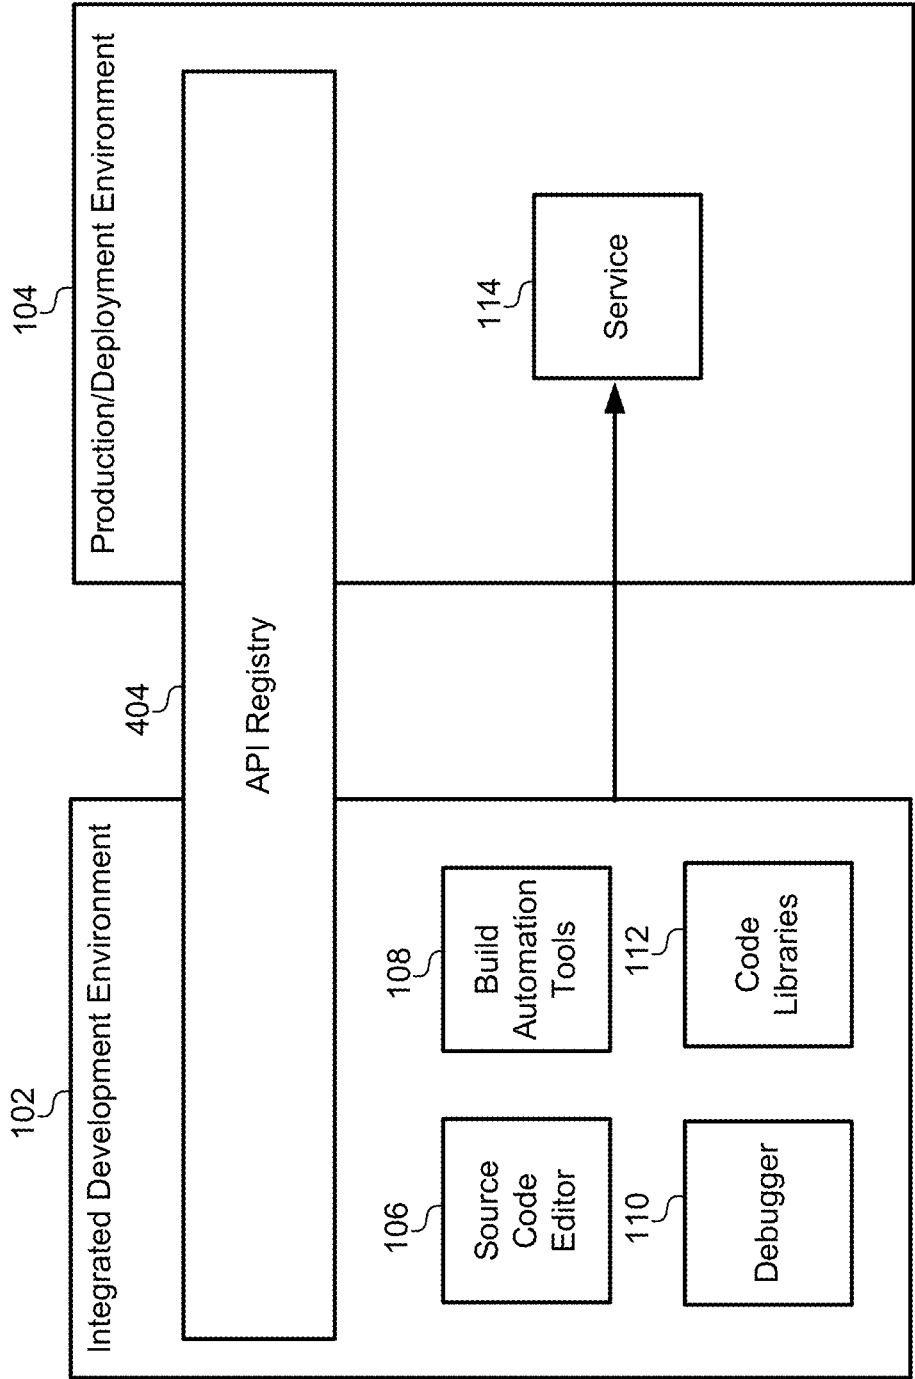 102
Integrated Development Environment
104
Production/Deployment Environment
404
API Registry
106
Source
Code
Editor
108
Build
Automation
Tools
110
Debugger
112
Code
Libraries
114
Service